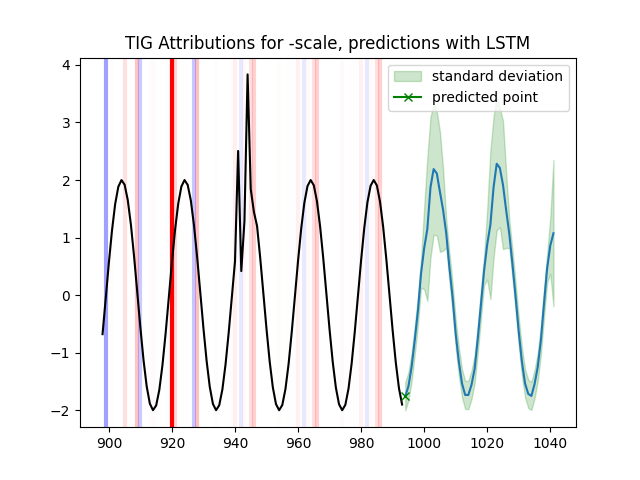 TIG Attributions for -scale, predictions with LSTM
standard deviation
predicted point
4
3
2
1
0
−1
−2
900 920 940 960 980 1000 1020 1040